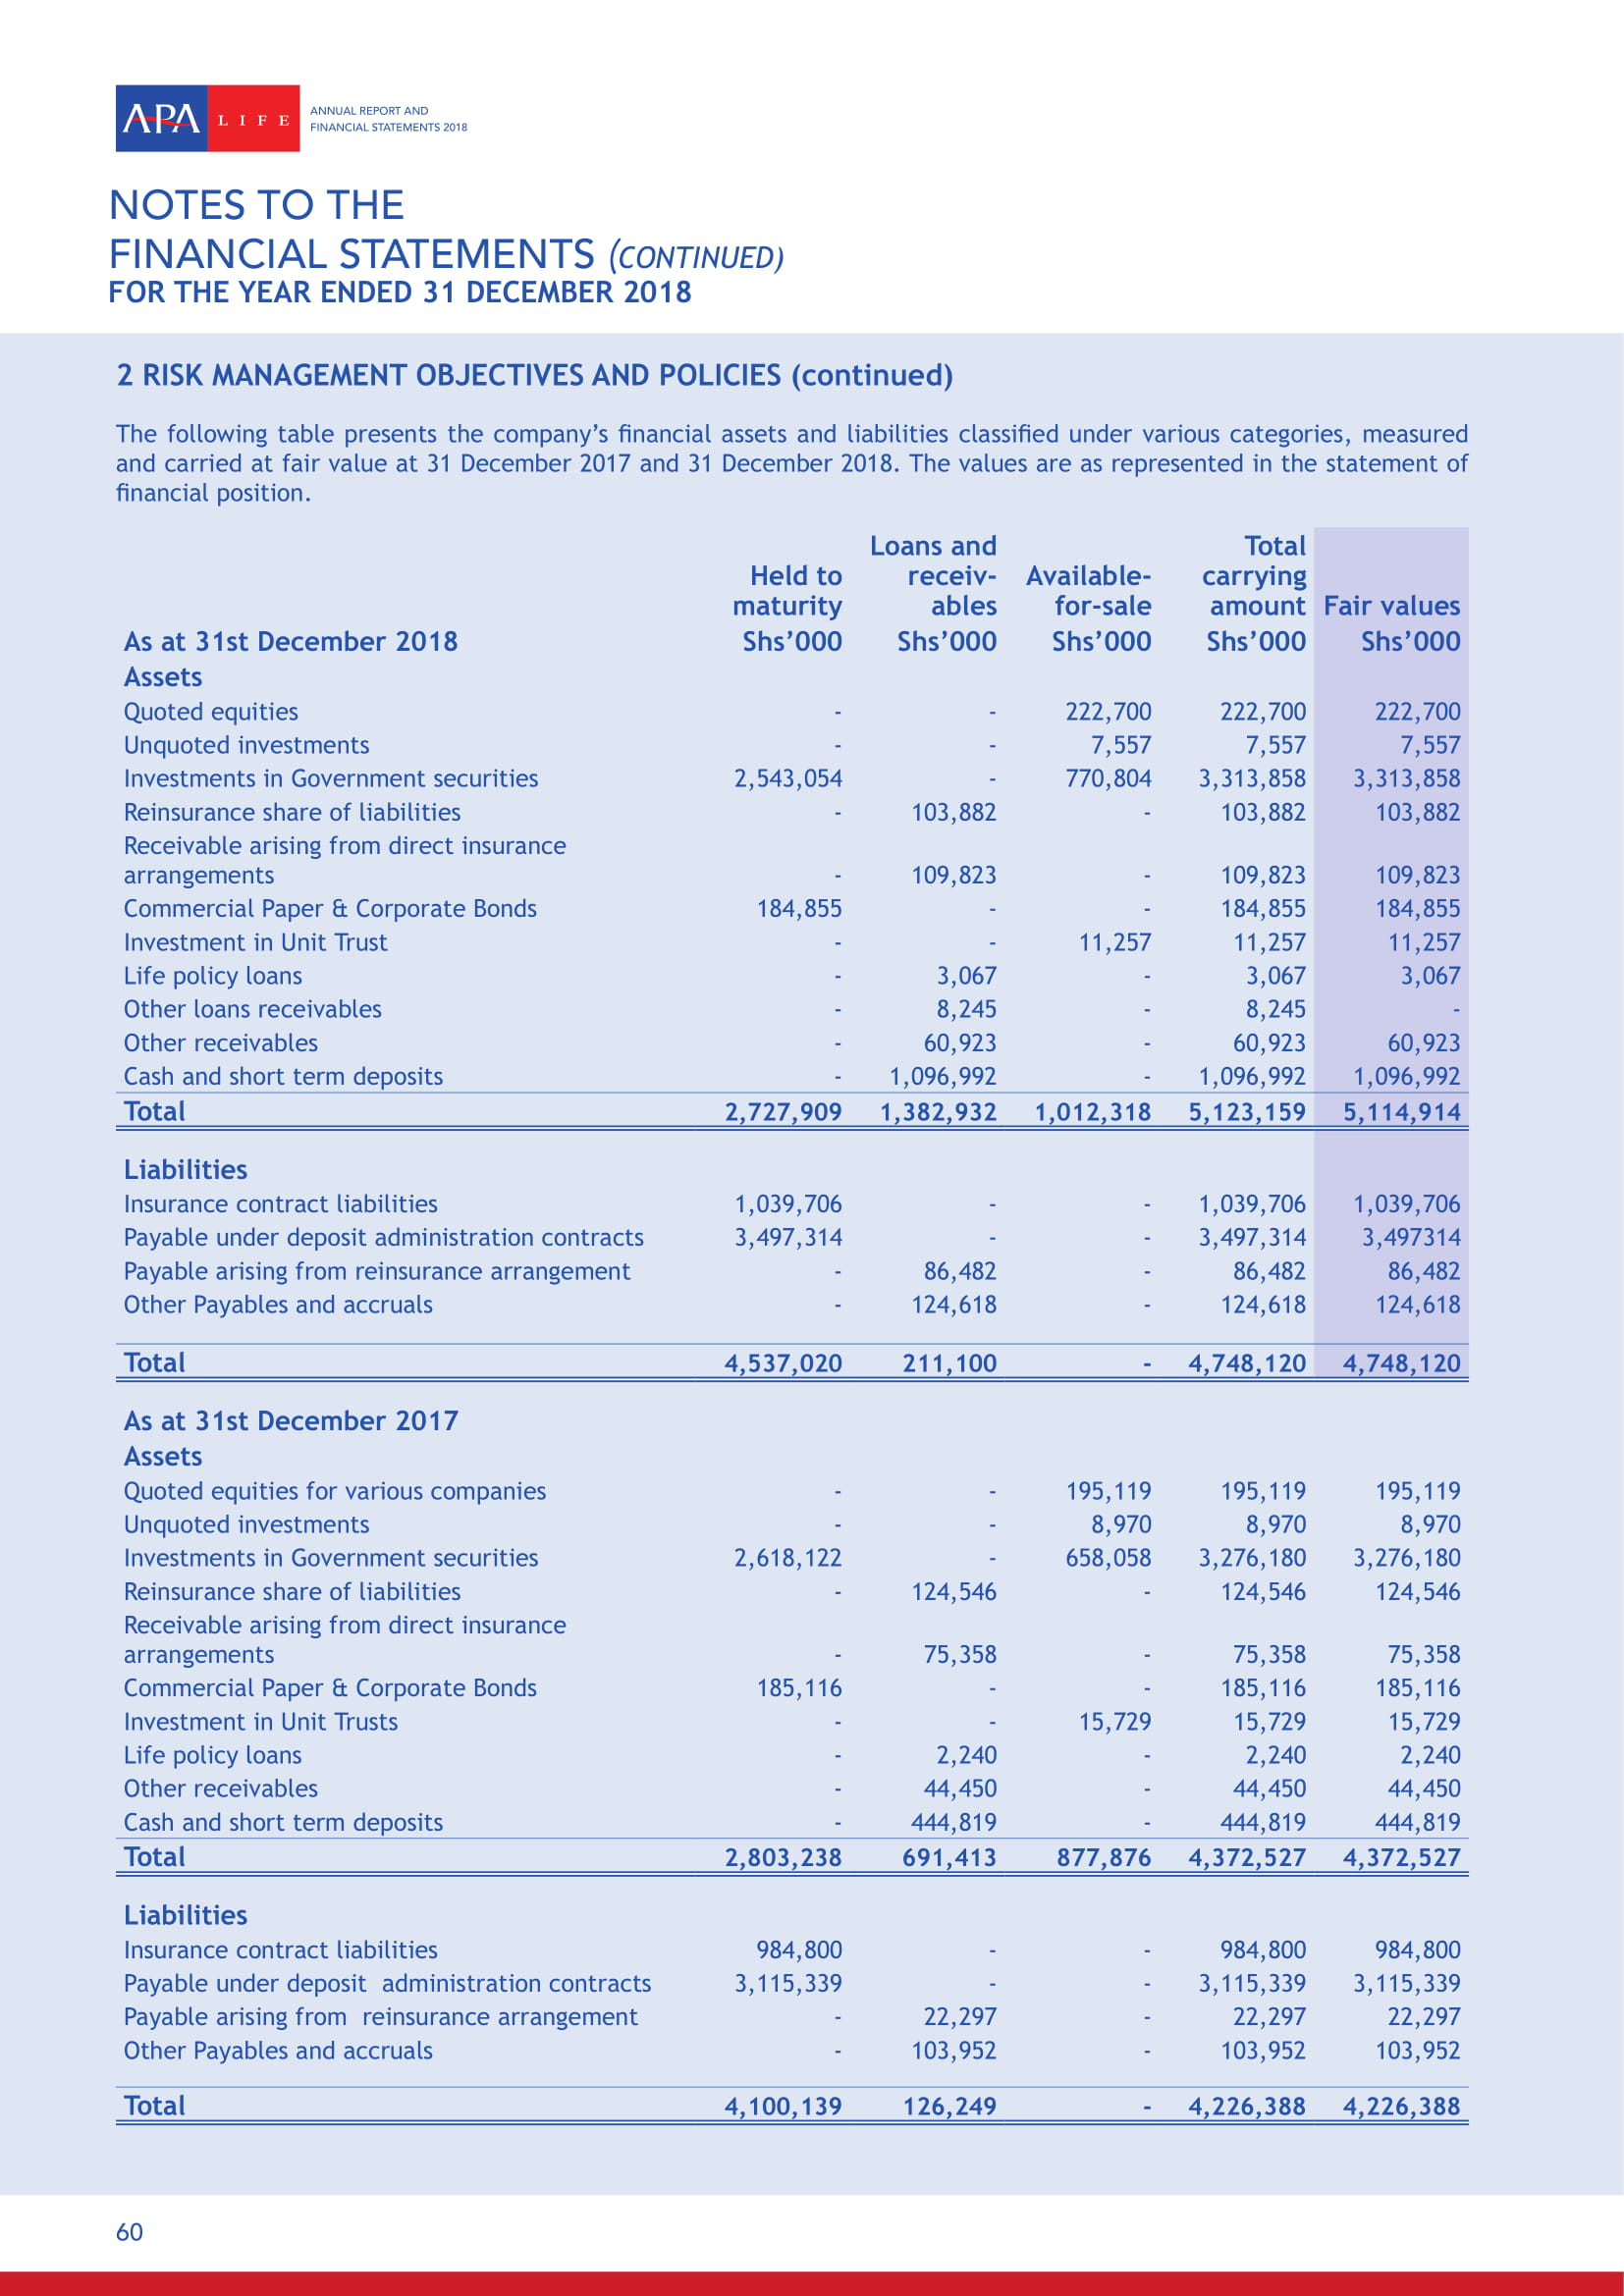 APA LIFE
ANNUAL REPORT AND
FINANCIAL STATEMENTS 2018
NOTES TO THE
FINANCIAL STATEMENTS (CONTINUED)
FOR THE YEAR ENDED 31 DECEMBER 2018
2 RISK MANAGEMENT OBJECTIVES AND POLICIES (continued)
The following table presents the company’s financial assets and liabilities classified under various categories, measured
and carried at fair value at 31 December 2017 and 31 December 2018. The values are as represented in the statement of
financial position.
Loans and Total
Held to receiv- Available- carrying
maturity ables for-sale amount Fair values
As at 31st December 2018 Shs’000 Shs’000 Shs’000 Shs’000 Shs’000
Assets
Quoted equities - - 222,700 222,700 222,700
Unquoted investments - - 7,557 7,557 7,557
Investments in Government securities 2,543,054 - 770,804 3,313,858 3,313,858
Reinsurance share of liabilities - 103,882 - 103,882 103,882
Receivable arising from direct insurance
arrangements - 109,823 - 109,823 109,823
Commercial Paper & Corporate Bonds 184,855 - - 184,855 184,855
Investment in Unit Trust - - 11,257 11,257 11,257
Life policy loans - 3,067 - 3,067 3,067
Other loans receivables - 8,245 - 8,245 -
Other receivables - 60,923 - 60,923 60,923
Cash and short term deposits - 1,096,992 - 1,096,992 1,096,992
Total 2,727,909 1,382,932 1,012,318 5,123,159 5,114,914
Liabilities
Insurance contract liabilities 1,039,706 - - 1,039,706 1,039,706
Payable under deposit administration contracts 3,497,314 - - 3,497,314 3,497314
Payable arising from reinsurance arrangement - 86,482 - 86,482 86,482
Other Payables and accruals - 124,618 - 124,618 124,618
Total 4,537,020 211,100 - 4,748,120 4,748,120
As at 31st December 2017
Assets
Quoted equities for various companies - - 195,119 195,119 195,119
Unquoted investments - - 8,970 8,970 8,970
Investments in Government securities 2,618,122 - 658,058 3,276,180 3,276,180
Reinsurance share of liabilities - 124,546 - 124,546 124,546
Receivable arising from direct insurance
arrangements - 75,358 - 75,358 75,358
Commercial Paper & Corporate Bonds 185,116 - - 185,116 185,116
Investment in Unit Trusts - - 15,729 15,729 15,729
Life policy loans - 2,240 - 2,240 2,240
Other receivables - 44,450 - 44,450 44,450
Cash and short term deposits - 444,819 - 444,819 444,819
Total 2,803,238 691,413 877,876 4,372,527 4,372,527
Liabilities
Insurance contract liabilities 984,800 - - 984,800 984,800
Payable under deposit administration contracts 3,115,339 - - 3,115,339 3,115,339
Payable arising from reinsurance arrangement - 22,297 - 22,297 22,297
Other Payables and accruals - 103,952 - 103,952 103,952
Total 4,100,139 126,249 - 4,226,388 4,226,388
60